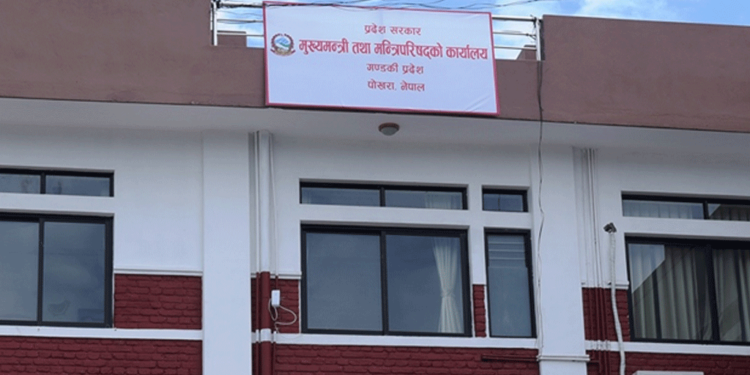 प्रदेश सरकार
मुख्यमन्त्री तथा मन्त्रिपरिषद्को कार्यालय
गण्डकी प्रदेश
पोखरा, नेपाल